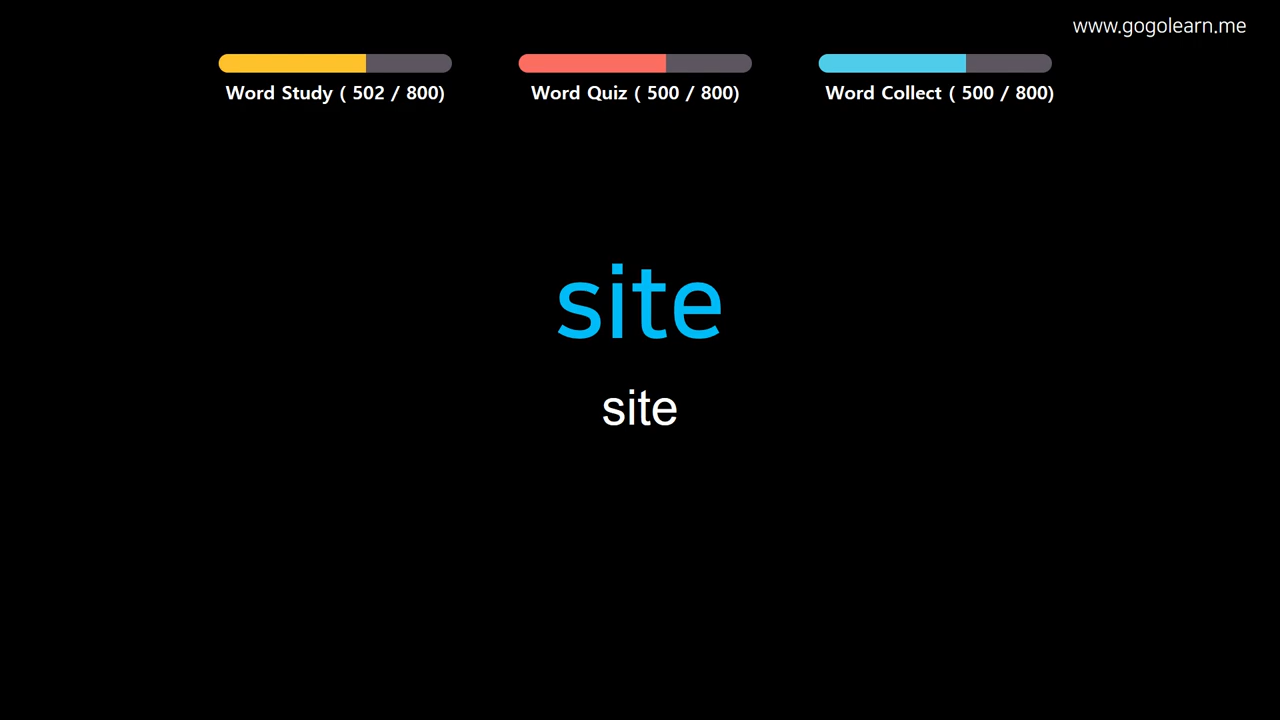 www.gogolearn.me
Word Study ( 502 / 800)
Word Quiz ( 500 / 800)
Word Collect ( 500 / 800)
site
site